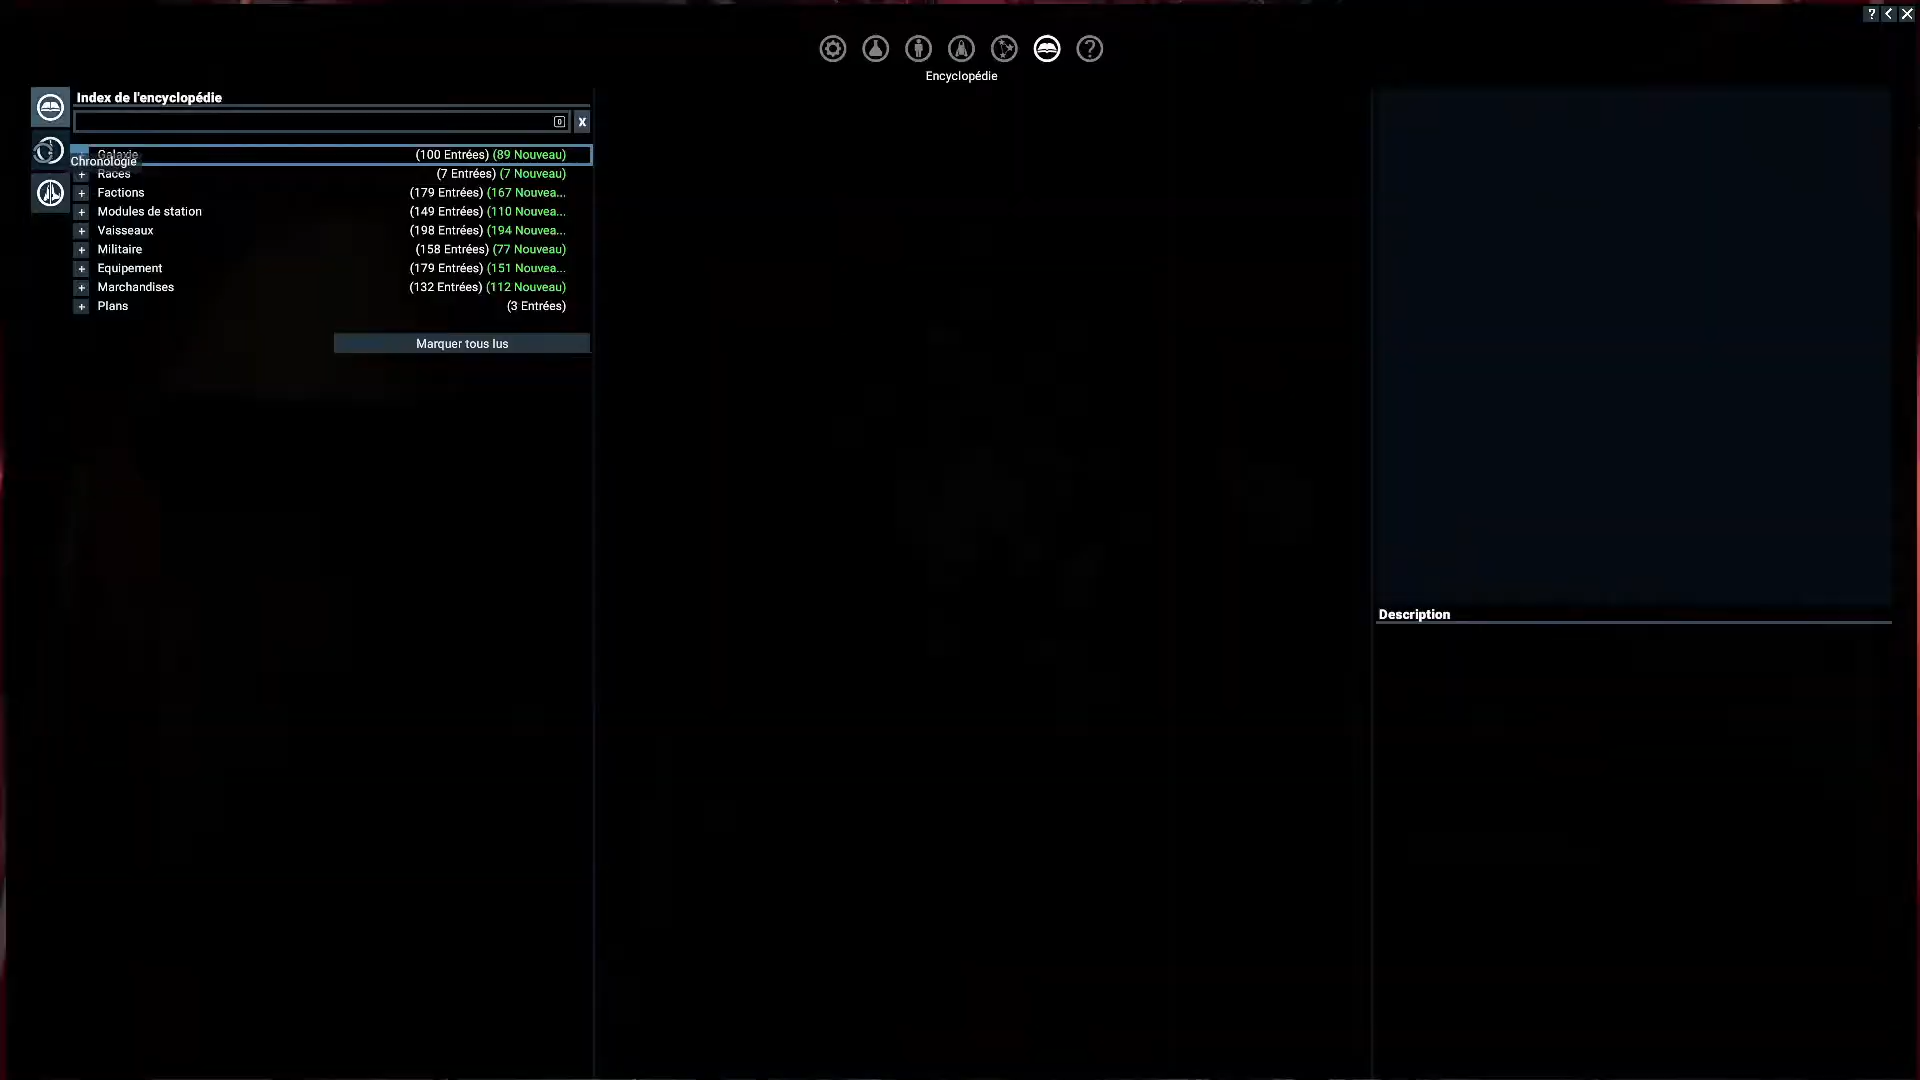 ? < X
Encyclopédie
Index de l'encyclopédie
X
Galaxie (100 Entrées) (89 Nouveau)
Chronologie
+ Races (7 Entrées) (7 Nouveau)
+ Factions (179 Entrées) (167 Nouvea...
+ Modules de station (149 Entrées) (110 Nouvea...
+ Vaisseaux (198 Entrées) (194 Nouvea...
+ Militaire (158 Entrées) (77 Nouveau)
+ Equipement (179 Entrées) (151 Nouvea...
+ Marchandises (132 Entrées) (112 Nouveau)
+ Plans (3 Entrées)
Marquer tous lus
Description